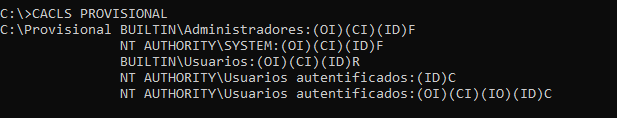 C:\>CACLS PROVISIONAL
C:\Provisional BUILTIN\Administradores:(OI)(CI)(ID)F
NT AUTHORITY\SYSTEM:(OI)(CI)(ID)F
BUILTIN\Usuarios:(OI)(CI)(ID)R
NT AUTHORITY\Usuarios autentificados:(ID)C
NT AUTHORITY\Usuarios autentificados:(OI)(CI)(IO)(ID)C